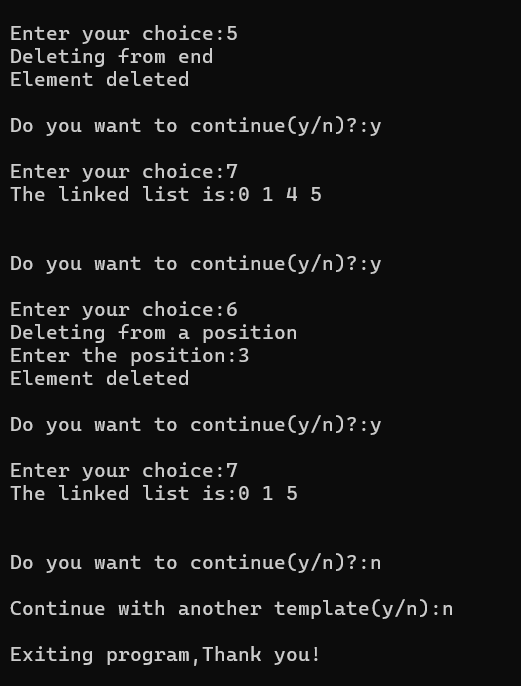 Enter your choice:5
Deleting from end
Element deleted
Do you want to continue(y/n)?:y
Enter your choice:7
The linked list is:0 1 4 5
Do you want to continue(y/n)?:y
Enter your choice:6
Deleting from a position
Enter the position:3
Element deleted
Do you want to continue(y/n)?:y
Enter your choice:7
The linked list is:0 1 5
Do you want to continue(y/n)?:n
Continue with another template(y/n):n
Exiting program,Thank you!